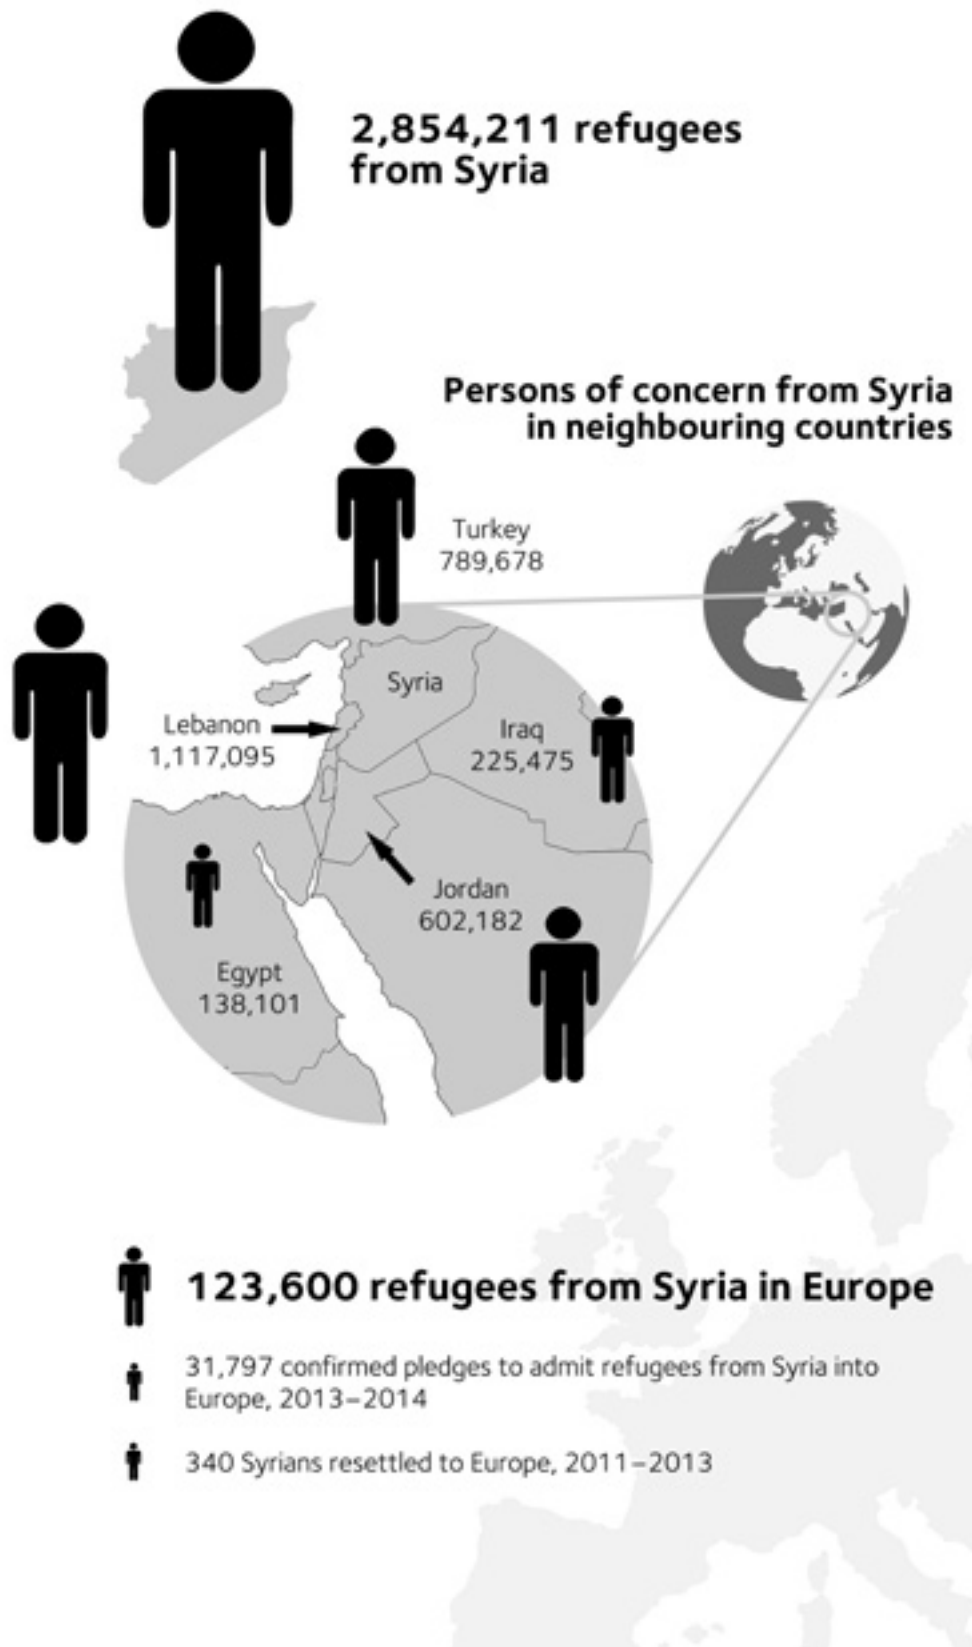 2,854,211 refugees
from Syria
Persons of concern from Syria
in neighbouring countries
Turkey
789,678
Syria
Lebanon
1,117,095
Iraq
225,475
Jordan
602,182
Egypt
138,101
123,600 refugees from Syria in Europe
31,797 confirmed pledges to admit refugees from Syria into
Europe, 2013–2014
340 Syrians resettled to Europe, 2011–2013